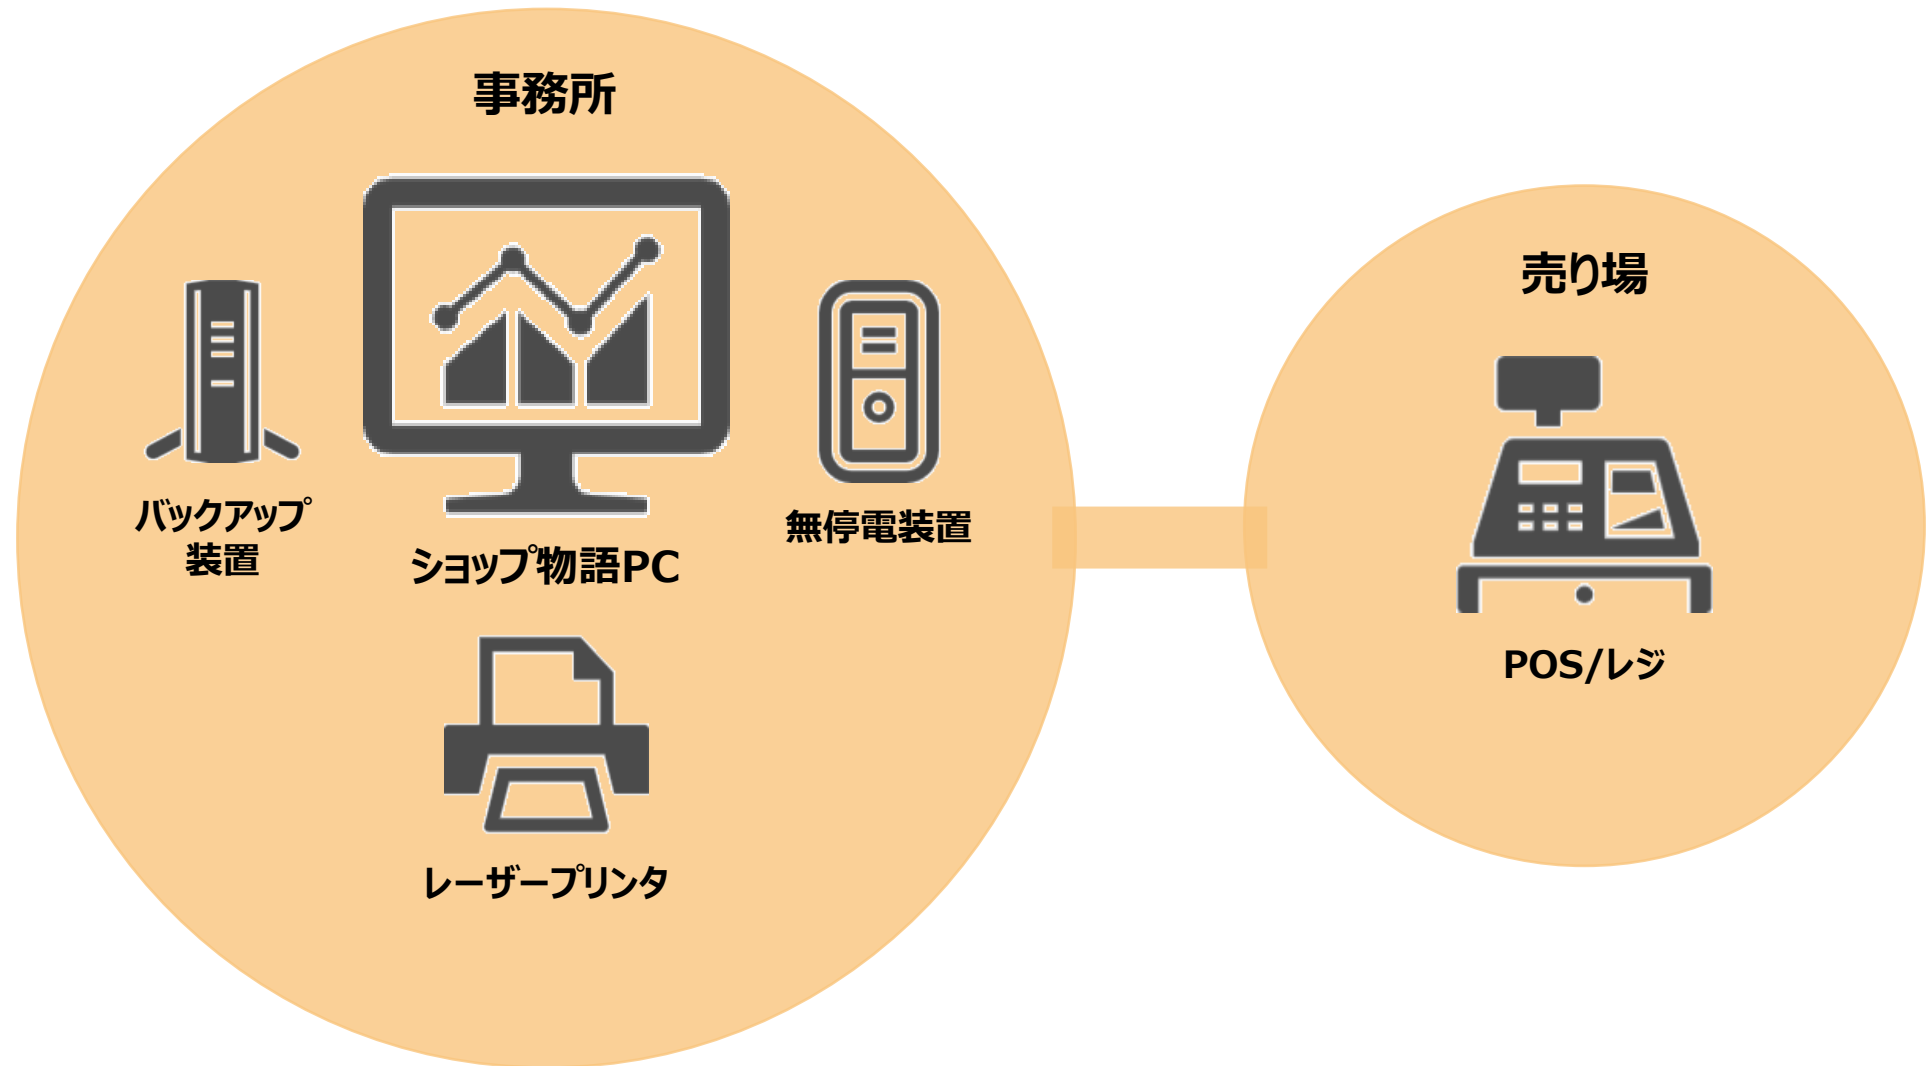 事務所
バックアップ
装置
ショップ物語PC
無停電装置
レーザープリンタ
売り場
POS/レジ